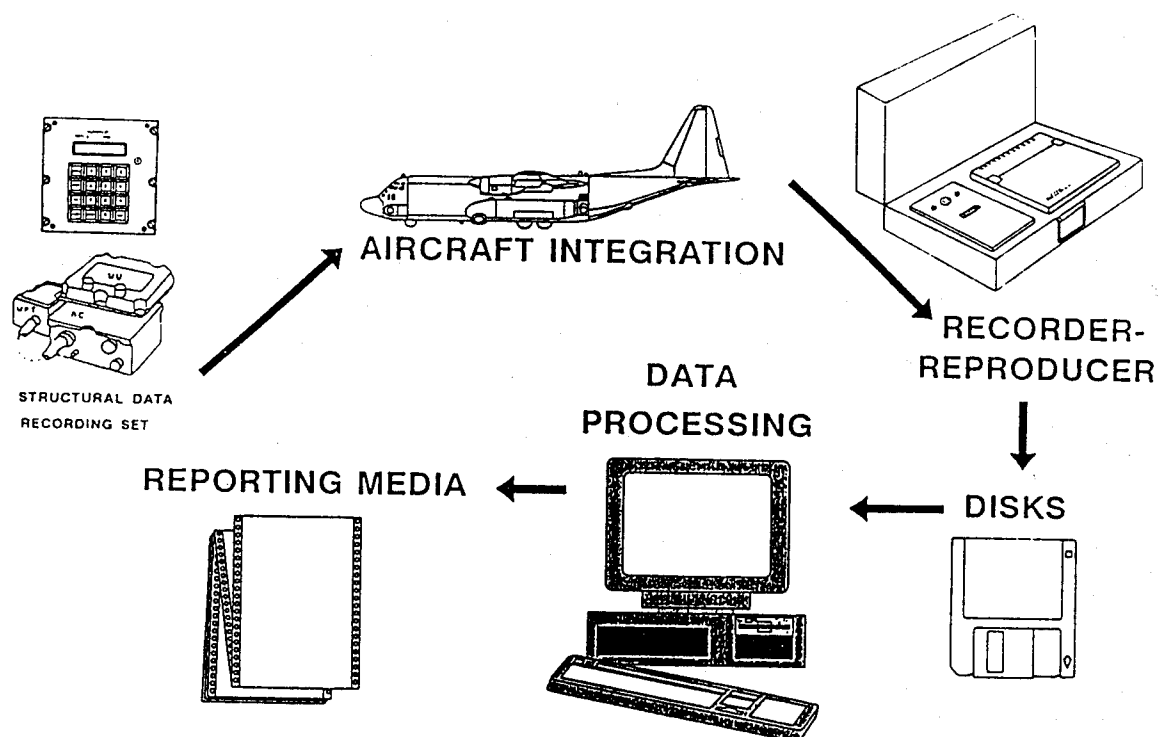 AIRCRAFT INTEGRATION
STRUCTURAL DATA
RECORDING SET
RECORDER-
REPRODUCER
DATA
PROCESSING
REPORTING MEDIA
DISKS